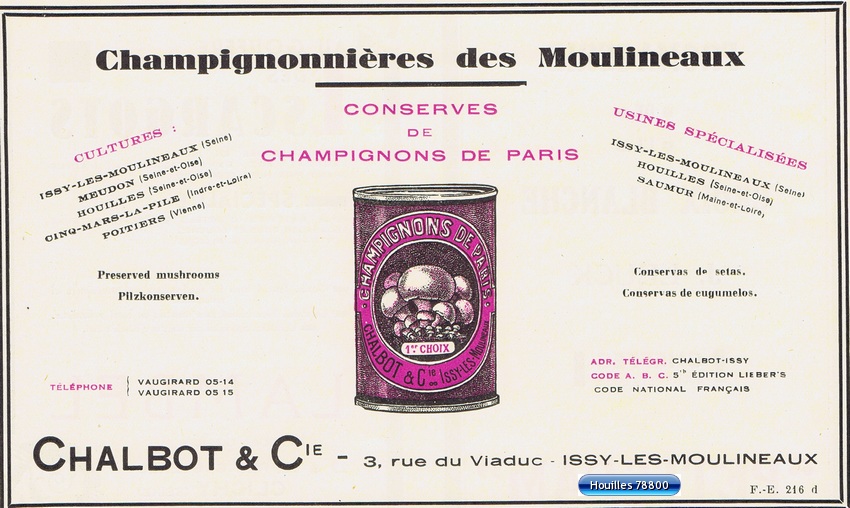 Champignonnières des Moulineaux
CONSERVES
DE
CHAMPIGNONS DE PARIS
CULTURES :
ISSY-LES-MOULINEAUX (Seine)
MEUDON (Seine-et-Oise)
HOUILLES (Seine-et-Oise)
CINQ-MARS-LA-PILE (Indre-et-Loire)
POITIERS (Vienne)
USINES SPÉCIALISÉES
ISSY-LES-MOULINEAUX (Seine)
HOUILLES (Seine-et-Oise)
SAUMUR (Maine-et-Loire)
Preserved mushrooms
Pilzkonserven.
CHAMPIGNONS DE PARIS
1er CHOIX
CHALBOT & Cie ISSY-LES-MOULINEAUX
Conservas de setas.
Conservas de cugumelos.
TÉLÉPHONE { VAUGIRARD 05-14
VAUGIRARD 05 15
ADR. TÉLÉGR. CHALBOT-ISSY
CODE A. B. C. 5th ÉDITION LIEBER'S
CODE NATIONAL FRANÇAIS
CHALBOT & CIE - 3, rue du Viaduc - ISSY-LES-MOULINEAUX
Houilles 78800
F.-E. 216 d